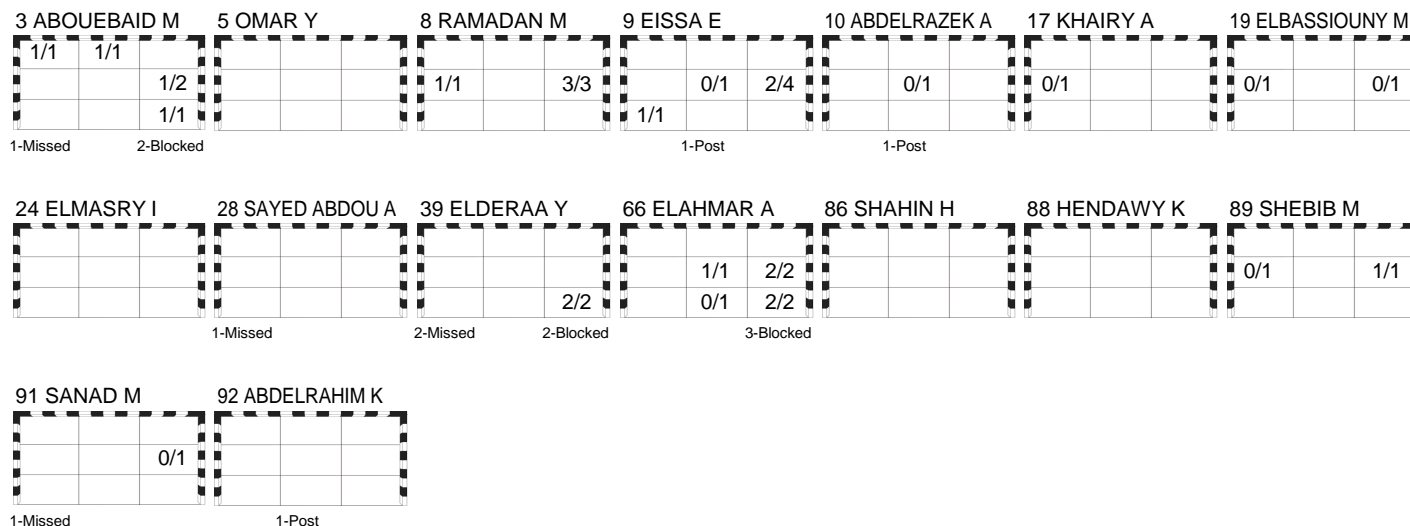 3 ABOUEBAID M 5 OMAR Y 8 RAMADAN M 9 EISSA E 10 ABDELRAZEK A 17 KHAIRY A 19 ELBASSIOUNY M
1/1 1/1
1/2 1/1 3/3 0/1 2/4 0/1 0/1 0/1 0/1
1/1 1/1
1-Missed 2-Blocked 1-Post 1-Post
24 ELMASRY I 28 SAYED ABDOU A 39 ELDERAA Y 66 ELAHMAR A 86 SHAHIN H 88 HENDAWY K 89 SHEBIB M
1/1 2/2 0/1 1/1
2/2 0/1 2/2
1-Missed 2-Missed 2-Blocked 3-Blocked
91 SANAD M 92 ABDELRAHIM K
0/1
1-Missed 1-Post